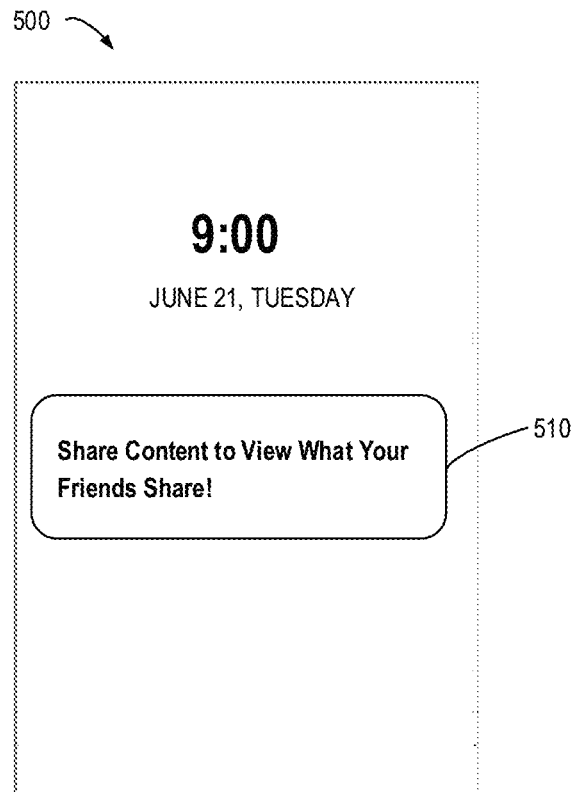 500
9:00
JUNE 21, TUESDAY
Share Content to View What Your
Friends Share!
510